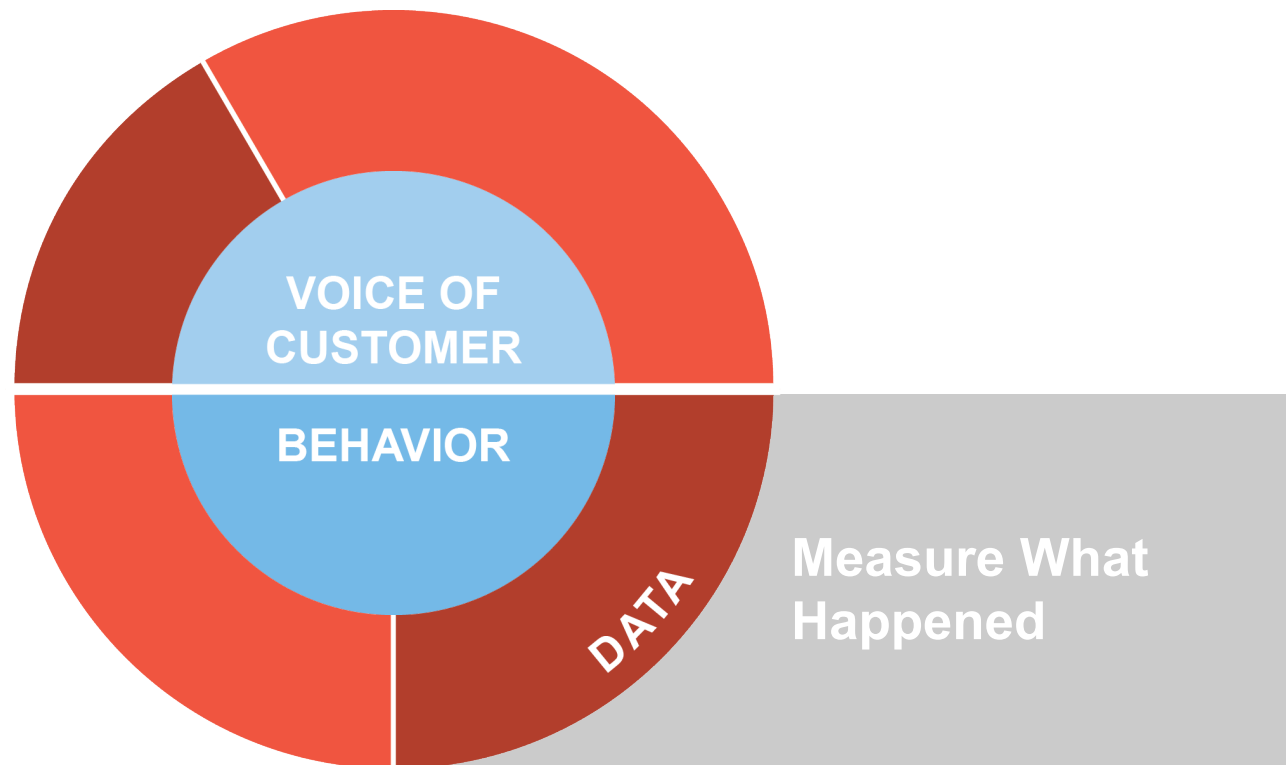 VOICE OF
CUSTOMER
BEHAVIOR
DATA
Measure What
Happened